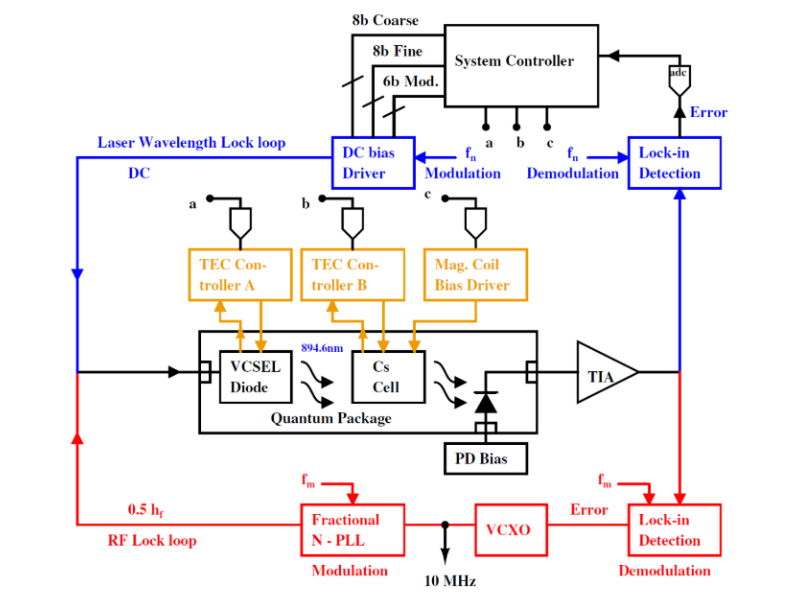 8b Coarse
8b Fine
System Controller
6b Mod.
adc
Error
a
b
c
Laser Wavelength Lock loop
DC
DC bias
Driver
fn
Modulation
fn
Demodulation
Lock-in
Detection
a
b
c
TEC Con-
troller A
TEC Con-
troller B
Mag. Coil
Bias Driver
894.6nm
VCSEL
Diode
Cs
Cell
TIA
Quantum Package
PD Bias
fm
fm
0.5 hf
RF Lock loop
Fractional
N - PLL
VCXO
Error
Lock-in
Detection
Modulation
10 MHz
Demodulation